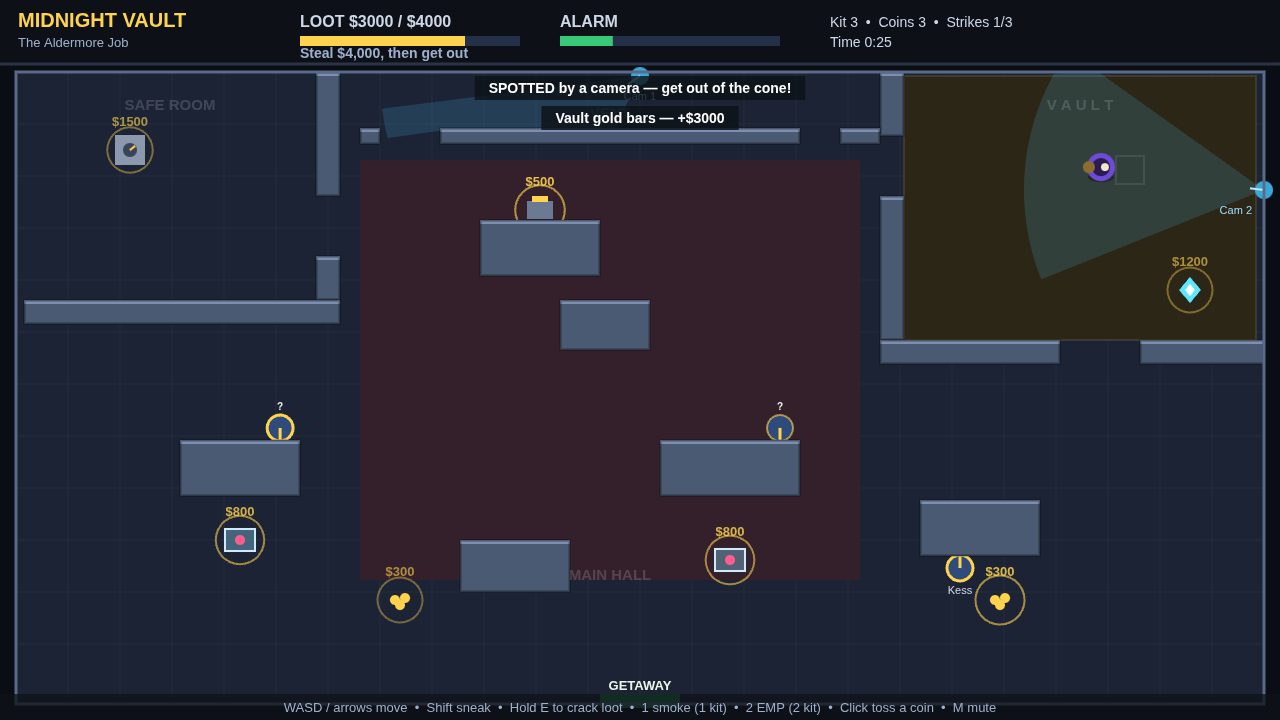 MIDNIGHT VAULT
The Aldermore Job
LOOT $3000 / $4000
Steal $4,000, then get out
ALARM
Kit 3 • Coins 3 • Strikes 1/3
Time 0:25
SPOTTED by a camera — get out of the cone!
Cam 1
Vault gold bars — +$3000
SAFE ROOM
$1500
VAULT
$500
Cam 2
$1200
?
?
$800
$800
$300
MAIN HALL
Kess
$300
GETAWAY
WASD / arrows move • Shift sneak • Hold E to crack loot • 1 smoke (1 kit) • 2 EMP (2 kit) • Click toss a coin • M mute